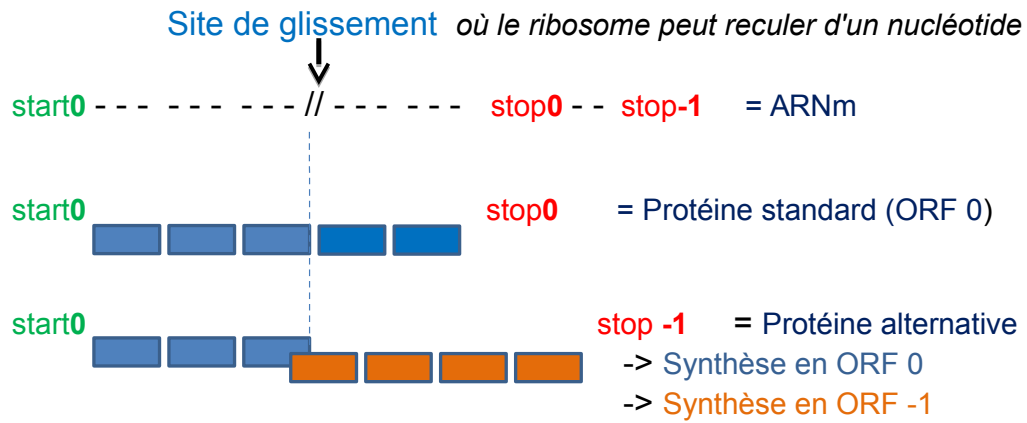 Site de glissement où le ribosome peut reculer d'un nucléotide
start0 - - - - - - - - - // - - - - - - stop0 - - stop-1 = ARNm
start0 stop0 = Protéine standard (ORF 0)
start0 stop -1 = Protéine alternative
-> Synthèse en ORF 0
-> Synthèse en ORF -1